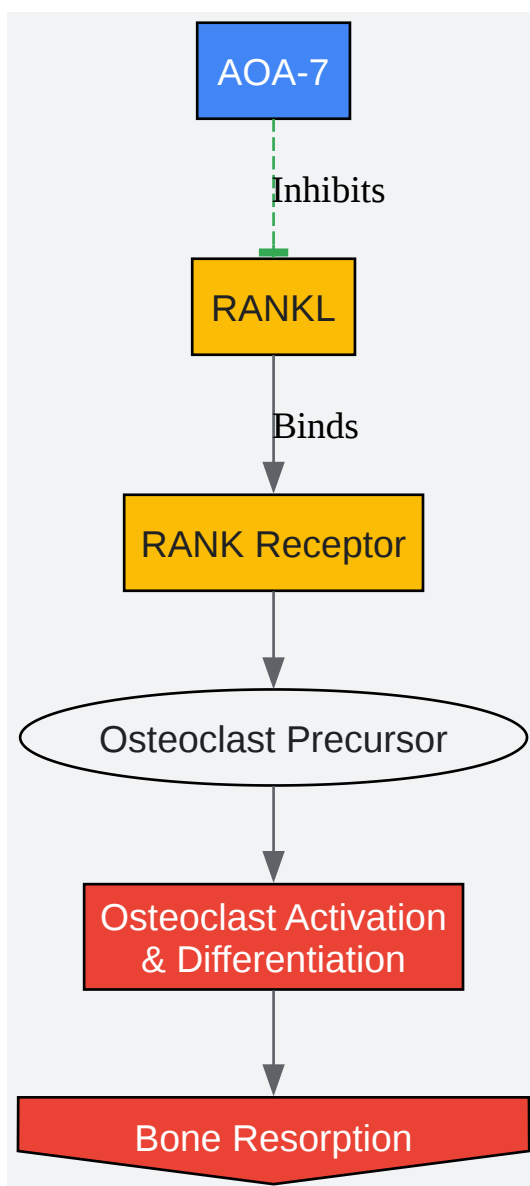 AOA-7
Inhibits
RANKL
Binds
RANK Receptor
Osteoclast Precursor
Osteoclast Activation
& Differentiation
Bone Resorption